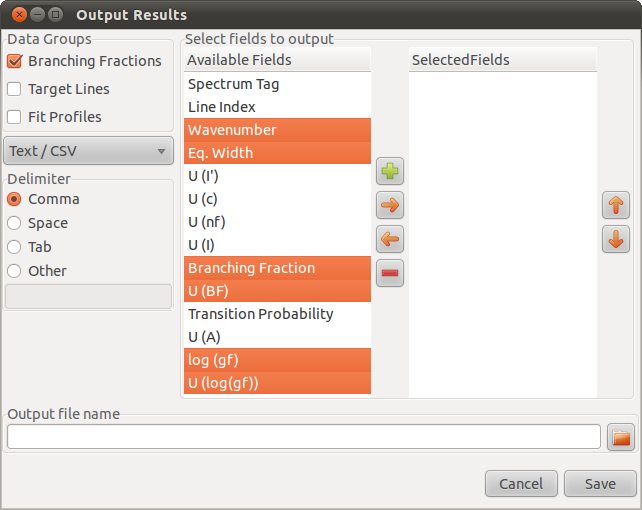 Output Results
Data Groups
Branching Fractions
Target Lines
Fit Profiles
Text / CSV
Delimiter
Comma
Space
Tab
Other
Select fields to output
Available Fields
Spectrum Tag
Line Index
Wavenumber
Eq. Width
U (I')
U (c)
U (nf)
U (I)
Branching Fraction
U (BF)
Transition Probability
U (A)
log (gf)
U (log(gf))
SelectedFields
Output file name
Cancel
Save